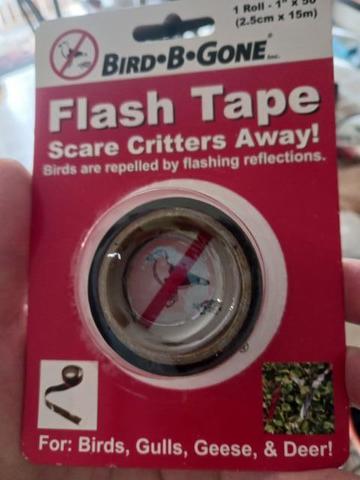 1 Roll - 1" x 50'
(2.5cm x 15m)
BIRD•B•GONE Inc.
Flash Tape
Scare Critters Away!
Birds are repelled by flashing reflections.
For: Birds, Gulls, Geese, & Deer!